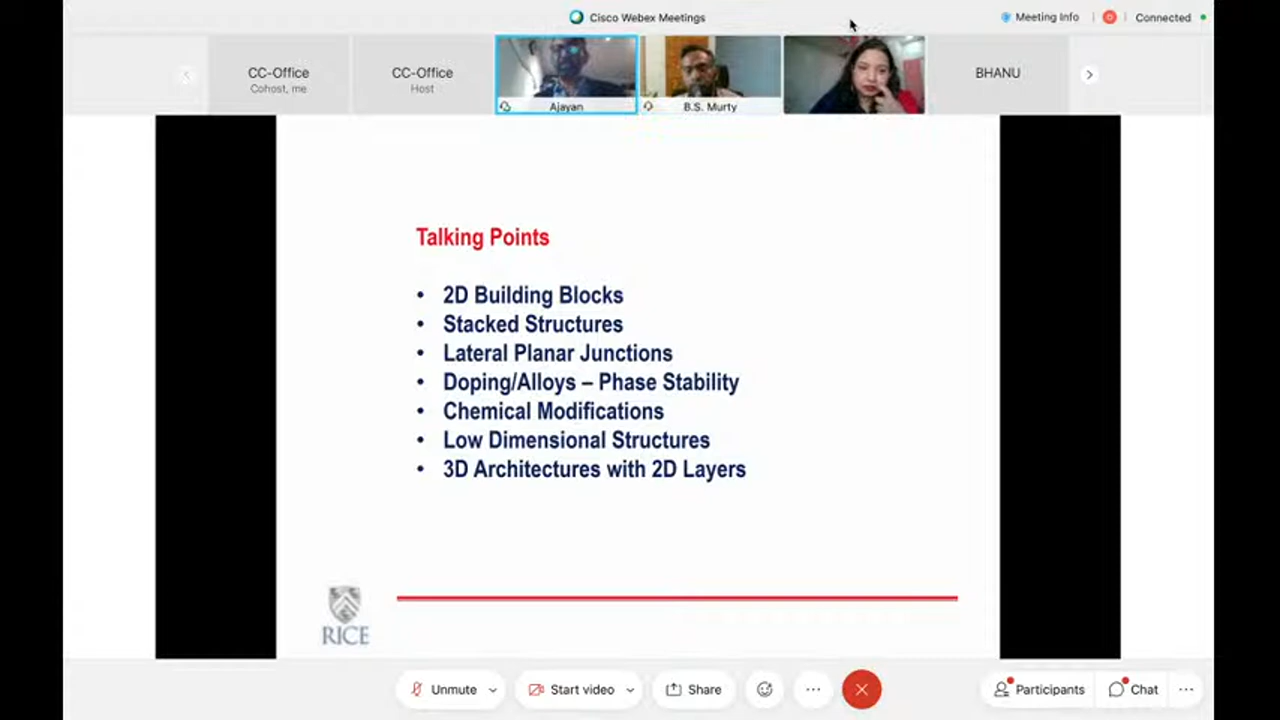 Cisco Webex Meetings
Meeting Info
Connected
CC-Office
Cohost, me
CC-Office
Host
Ajayan
B.S. Murty
BHANU
Talking Points
• 2D Building Blocks
• Stacked Structures
• Lateral Planar Junctions
• Doping/Alloys – Phase Stability
• Chemical Modifications
• Low Dimensional Structures
• 3D Architectures with 2D Layers
RICE
Unmute
Start video
Share
Participants
Chat